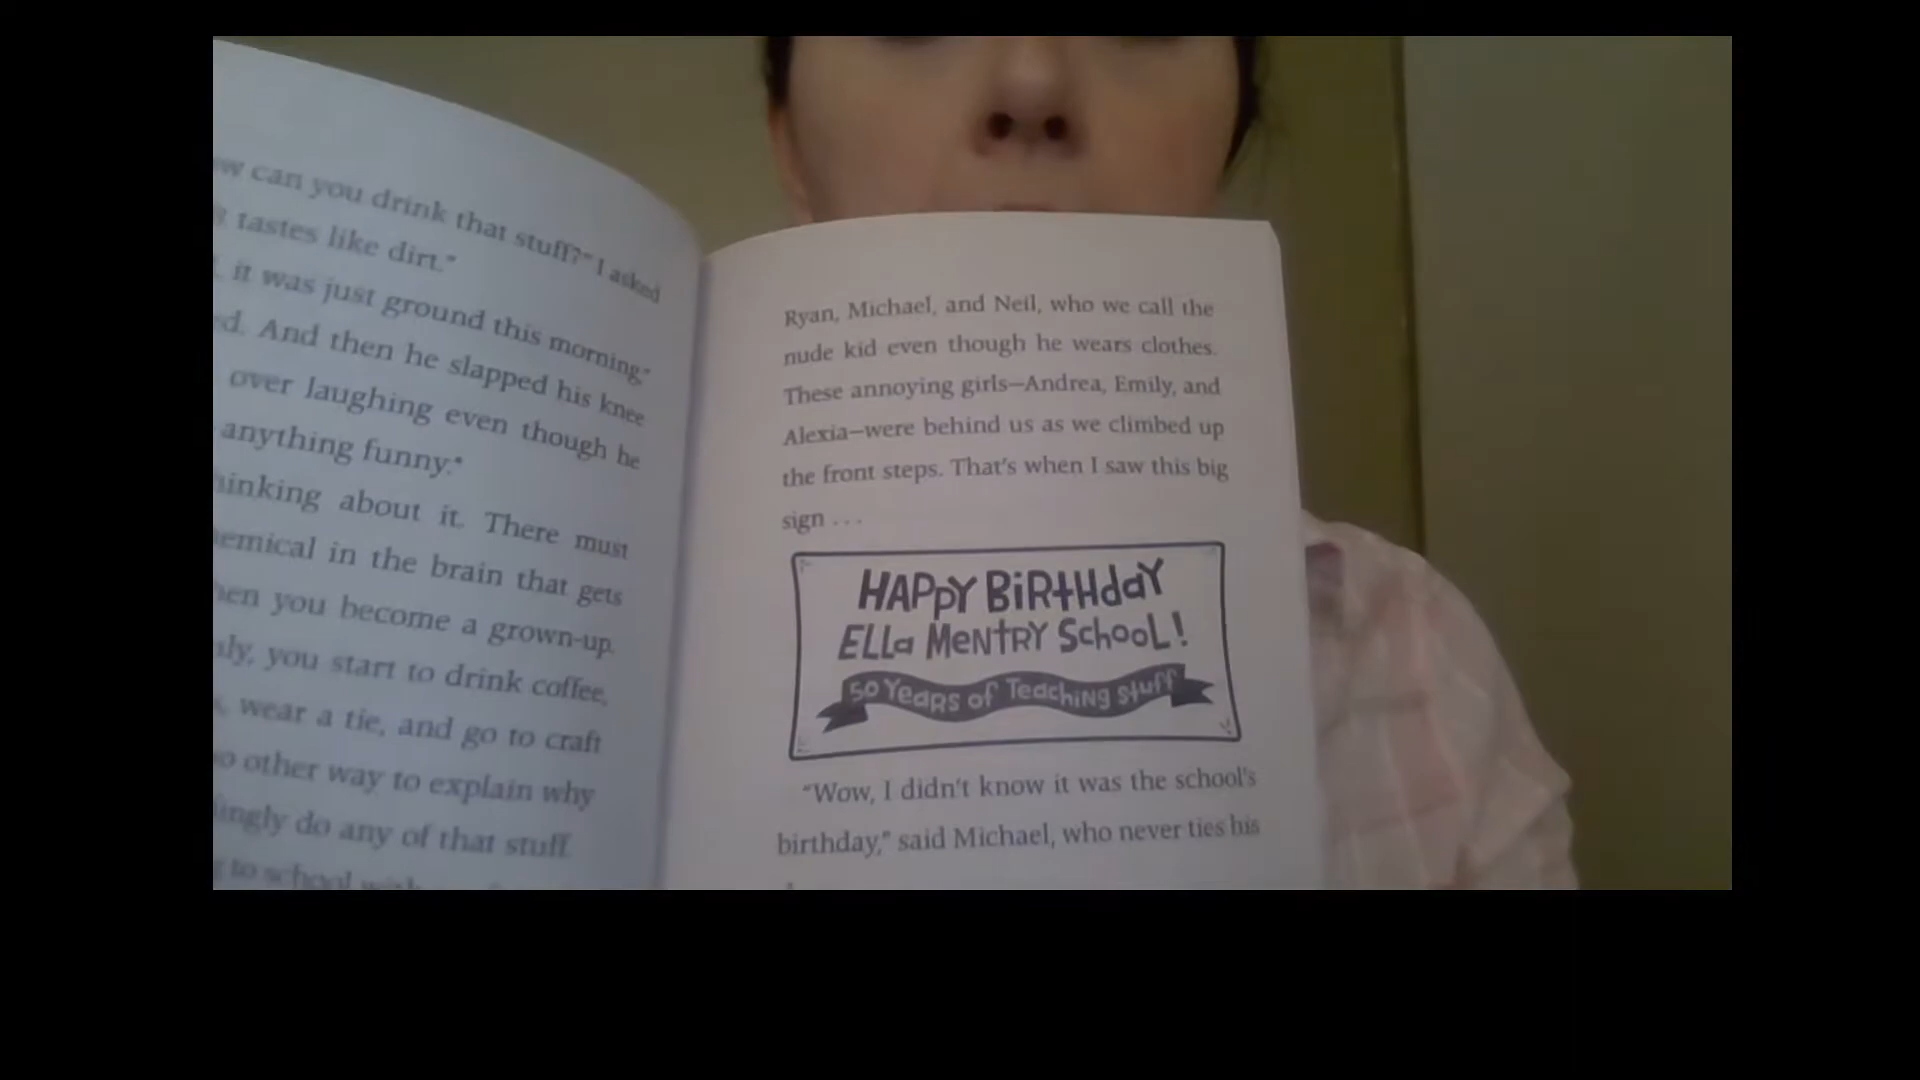 can you drink that stuff?" I asked
tastes like dirt."
it was just ground this morning,"
And then he slapped his knee
over laughing even though he
anything funny.*
about it. There must
in the brain that gets
you become a grown-up.
you start to drink coffee,
wear a tie, and go to craft
other way to explain why
do any of that stuff.
to school
Ryan, Michael, and Neil, who we call the
nude kid even though he wears clothes.
These annoying girls—Andrea, Emily, and
Alexia—were behind us as we climbed up
the front steps. That's when I saw this big
sign . . .
HAPPY BiRtHdaY
ELLa MeNtRY SchooL!
50 Years of Teaching Stuff
"Wow, I didn't know it was the school's
birthday," said Michael, who never ties his